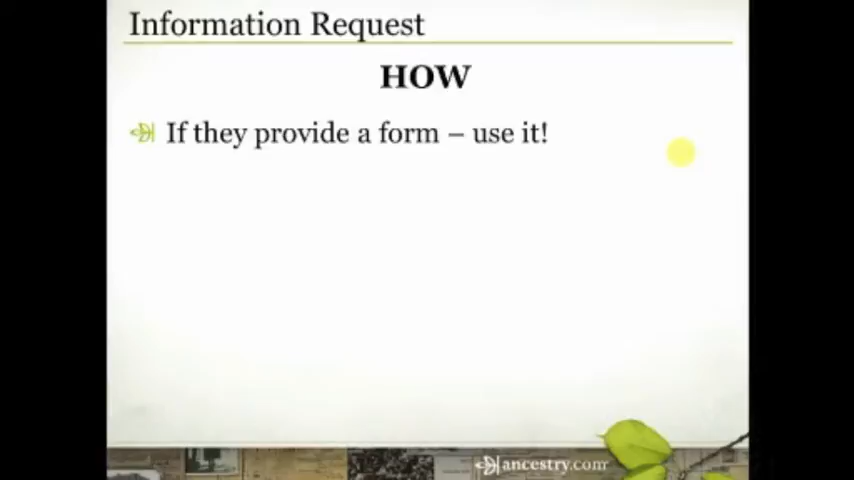 Information Request
HOW
If they provide a form – use it!
ancestry.com